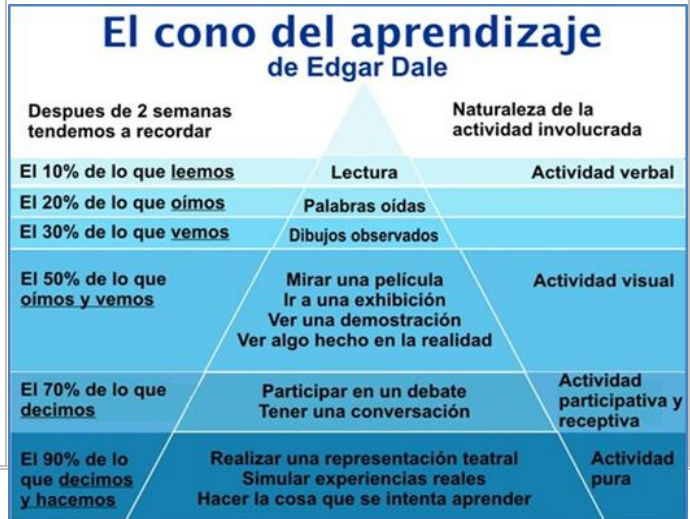 El cono del aprendizaje
de Edgar Dale
Despues de 2 semanas
tendemos a recordar
Naturaleza de la
actividad involucrada
El 10% de lo que leemos
Lectura
Actividad verbal
El 20% de lo que oímos
Palabras oídas
El 30% de lo que vemos
Dibujos observados
El 50% de lo que
oímos y vemos
Mirar una película
Ir a una exhibición
Ver una demostración
Ver algo hecho en la realidad
Actividad visual
El 70% de lo que
decimos
Participar en un debate
Tener una conversación
Actividad
participativa y
receptiva
El 90% de lo
que decimos
y hacemos
Realizar una representación teatral
Simular experiencias reales
Hacer la cosa que se intenta aprender
Actividad
pura